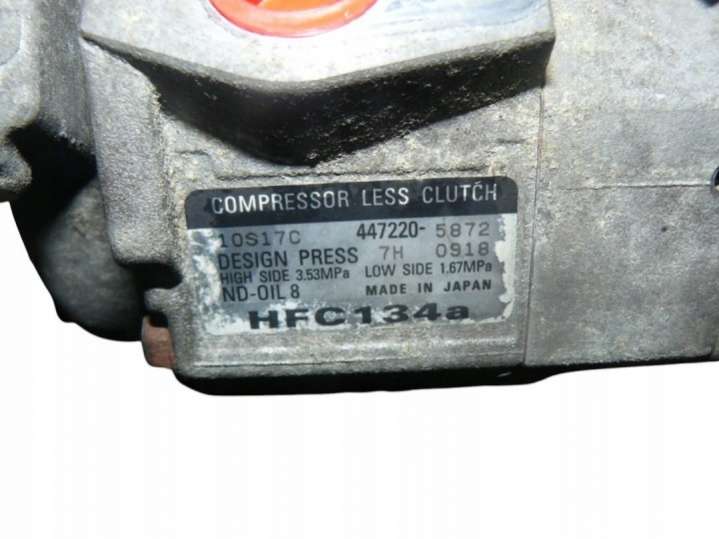 COMPRESSOR LESS CLUTCH
10S17C 447220-5872
DESIGN PRESS 7H 0918
HIGH SIDE 3.53MPa LOW SIDE 1.67MPa
ND-OIL 8 MADE IN JAPAN
HFC134a